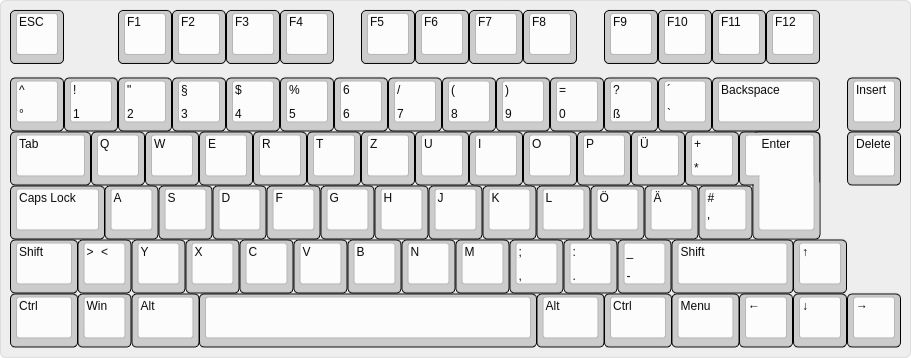 ESC F1 F2 F3 F4 F5 F6 F7 F8 F9 F10 F11 F12
^ ! " § $ % 6 / ( ) = ? ´ Backspace Insert
° 1 2 3 4 5 6 7 8 9 0 ß `
Tab Q W E R T Z U I O P Ü + Enter Delete
*
Caps Lock A S D F G H J K L Ö Ä #
'
Shift > < Y X C V B N M ; : _ Shift ↑
, . -
Ctrl Win Alt Alt Ctrl Menu ← ↓ →